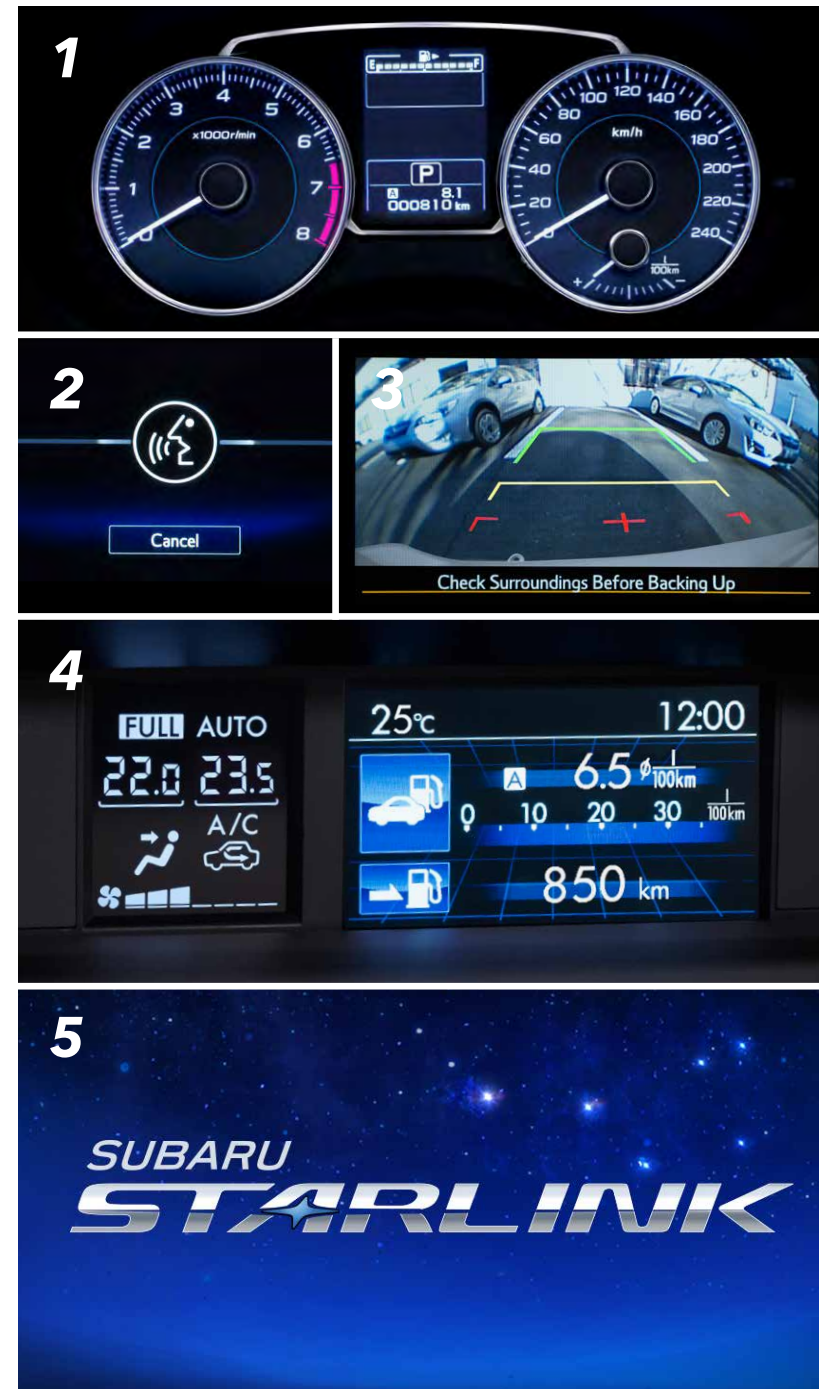 1
E F
0 1 2 3 4 5 6 7 8
x1000r/min
P
A 8.1
000810 km
0 20 40 60 80 100 120 140 160 180 200 220 240
km/h
+ -
l/100km
2
Cancel
3
Check Surroundings Before Backing Up
4
FULL AUTO
22.0 23.5
A/C
25°C 12:00
A 6.5 ø l/100km
0 10 20 30 l/100km
850 km
5
SUBARU
STARLINK